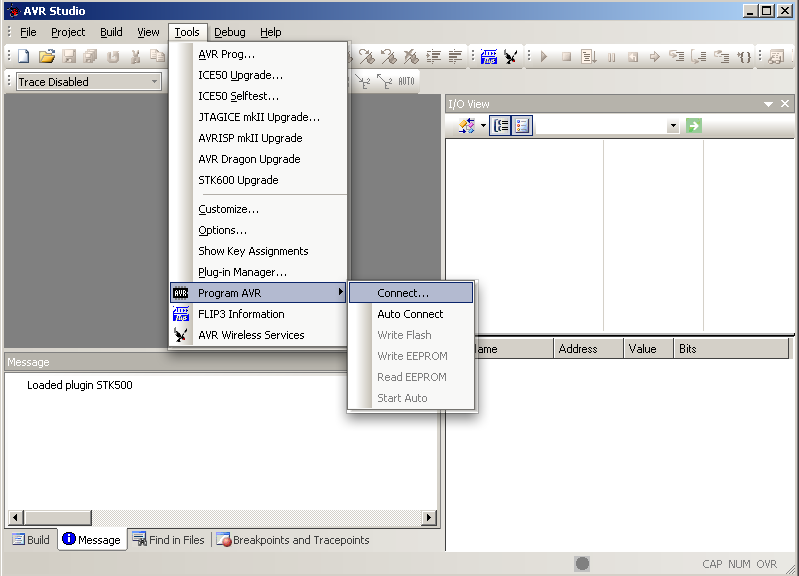 AVR Studio
File Project Build View Tools Debug Help
AUTO
Trace Disabled
AVR Prog...
ICE50 Upgrade...
ICE50 Selftest...
JTAGICE mkII Upgrade...
AVRISP mkII Upgrade
AVR Dragon Upgrade
STK600 Upgrade
Customize...
Options...
Show Key Assignments
Plug-in Manager...
AVR Program AVR
FLIP3 Information
AVR Wireless Services
Connect...
Auto Connect
Write Flash
Write EEPROM
Read EEPROM
Start Auto
I/O View
Address Value Bits
Message
Loaded plugin STK500
Build Message Find in Files Breakpoints and Tracepoints
CAP NUM OVR